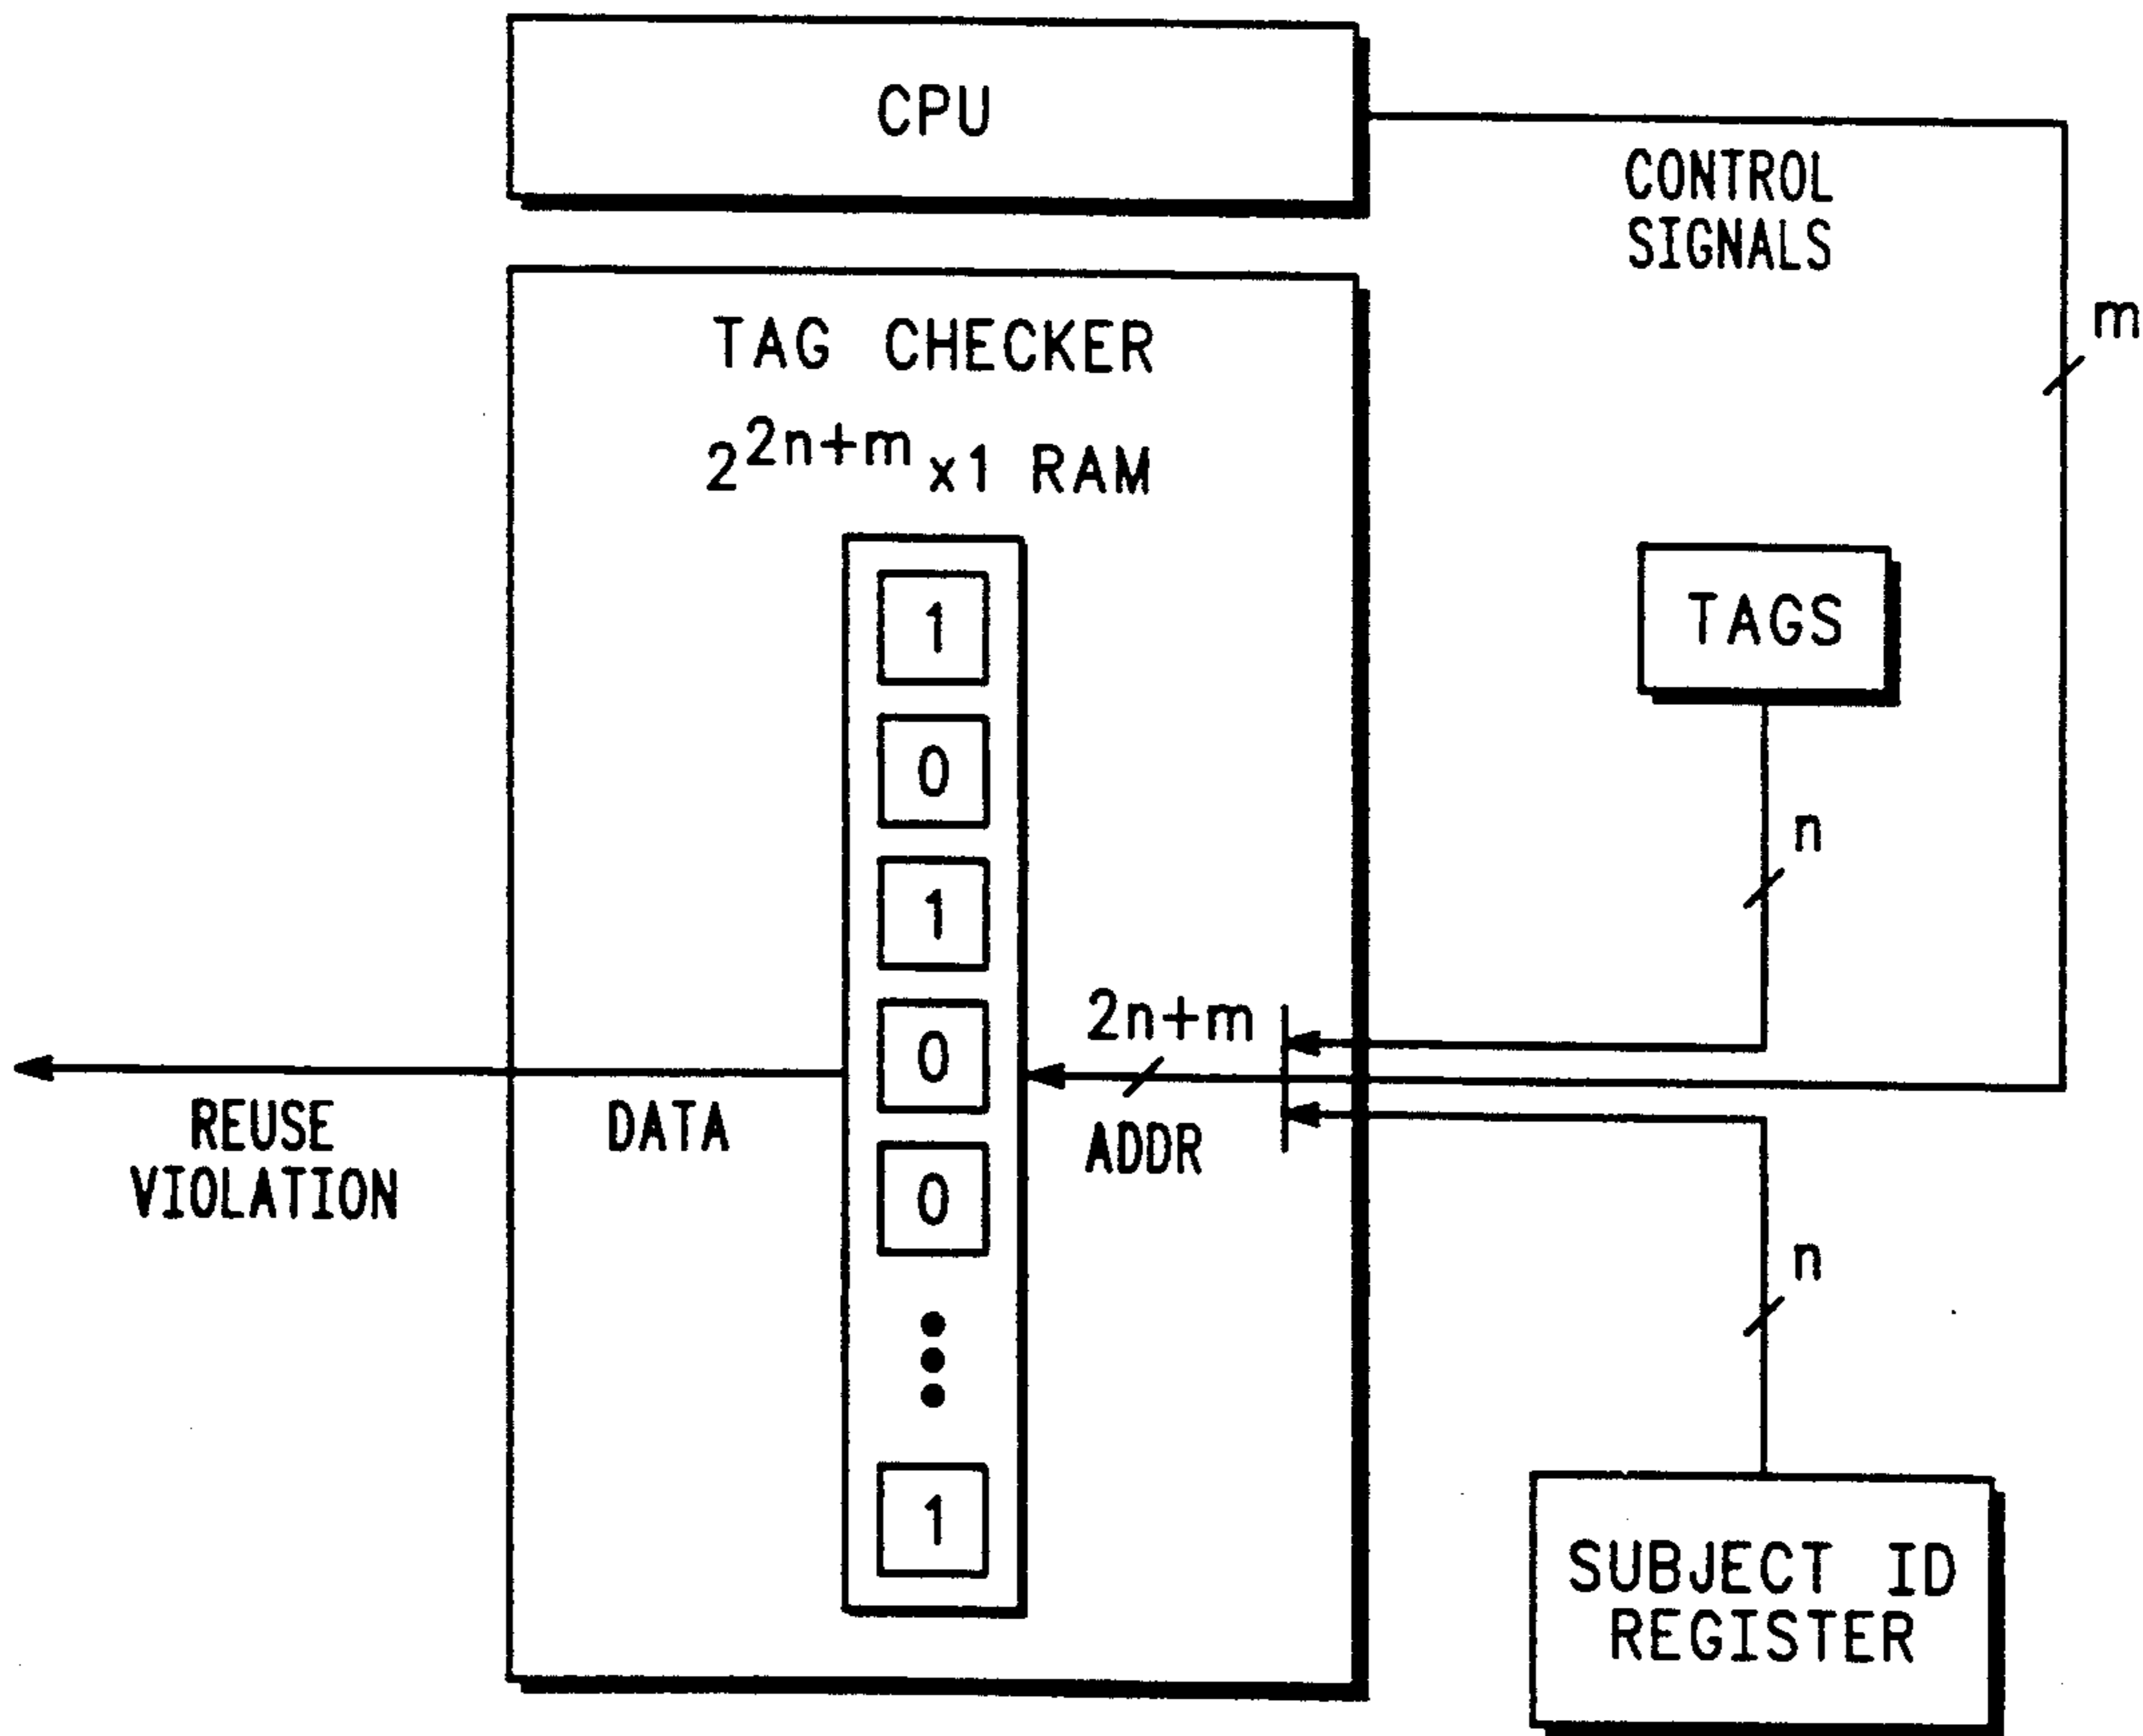 CPU
CONTROL
SIGNALS
m
TAG CHECKER
2^{2n+m} x1 RAM
1
0
1
0
0
1
TAGS
n
2n+m
ADDR
DATA
REUSE
VIOLATION
n
SUBJECT ID
REGISTER